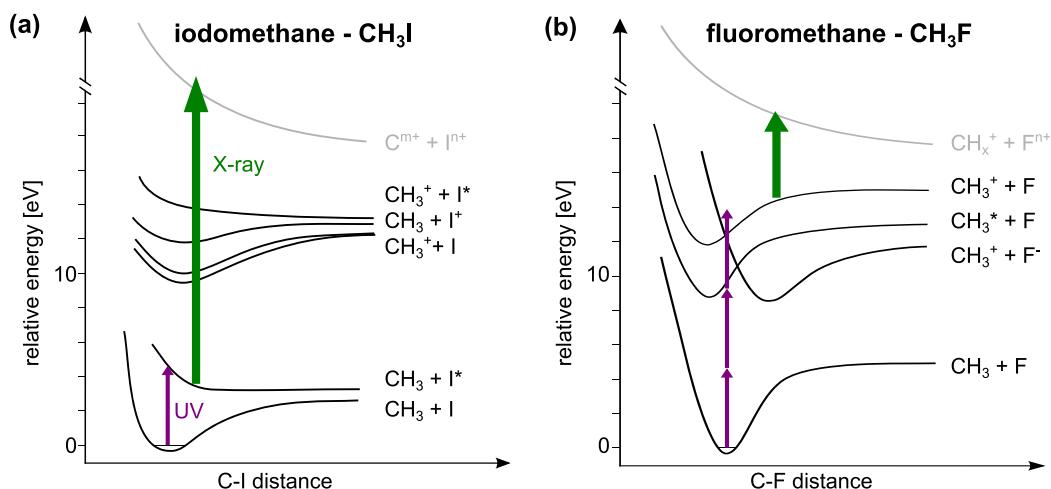 (a)
iodomethane - CH₃I
relative energy [eV]
10
0
X-ray
UV
Cᵐ⁺ + Iⁿ⁺
CH₃⁺ + I*
CH₃ + I⁺
CH₃⁺ + I
CH₃ + I*
CH₃ + I
C-I distance
(b)
fluoromethane - CH₃F
relative energy [eV]
10
0
CHₓ⁺ + Fⁿ⁺
CH₃⁺ + F
CH₃* + F
CH₃⁺ + F⁻
CH₃ + F
C-F distance